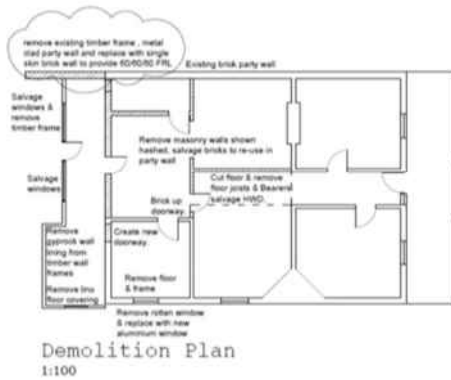 remove existing timber frame , metal
clad party wall and replace with single
skin brick wall to provide 60/60/60 FRL
Existing brick party wall
Salvage
windows &
remove
timber frame
Remove masonry walls shown
hashed, salvage bricks to re-use in
party wall
Salvage
windows
Cut floor & remove
floor joists & Bearers
salvage HWD.
Brick up
doorway.
Remove
gyprock wall
lining from
timber wall
frames
Remove lino
floor covering
Create new
doorway.
Remove floor
& frame
Remove rotten window
& replace with new
aluminium window
Demolition Plan
1:100